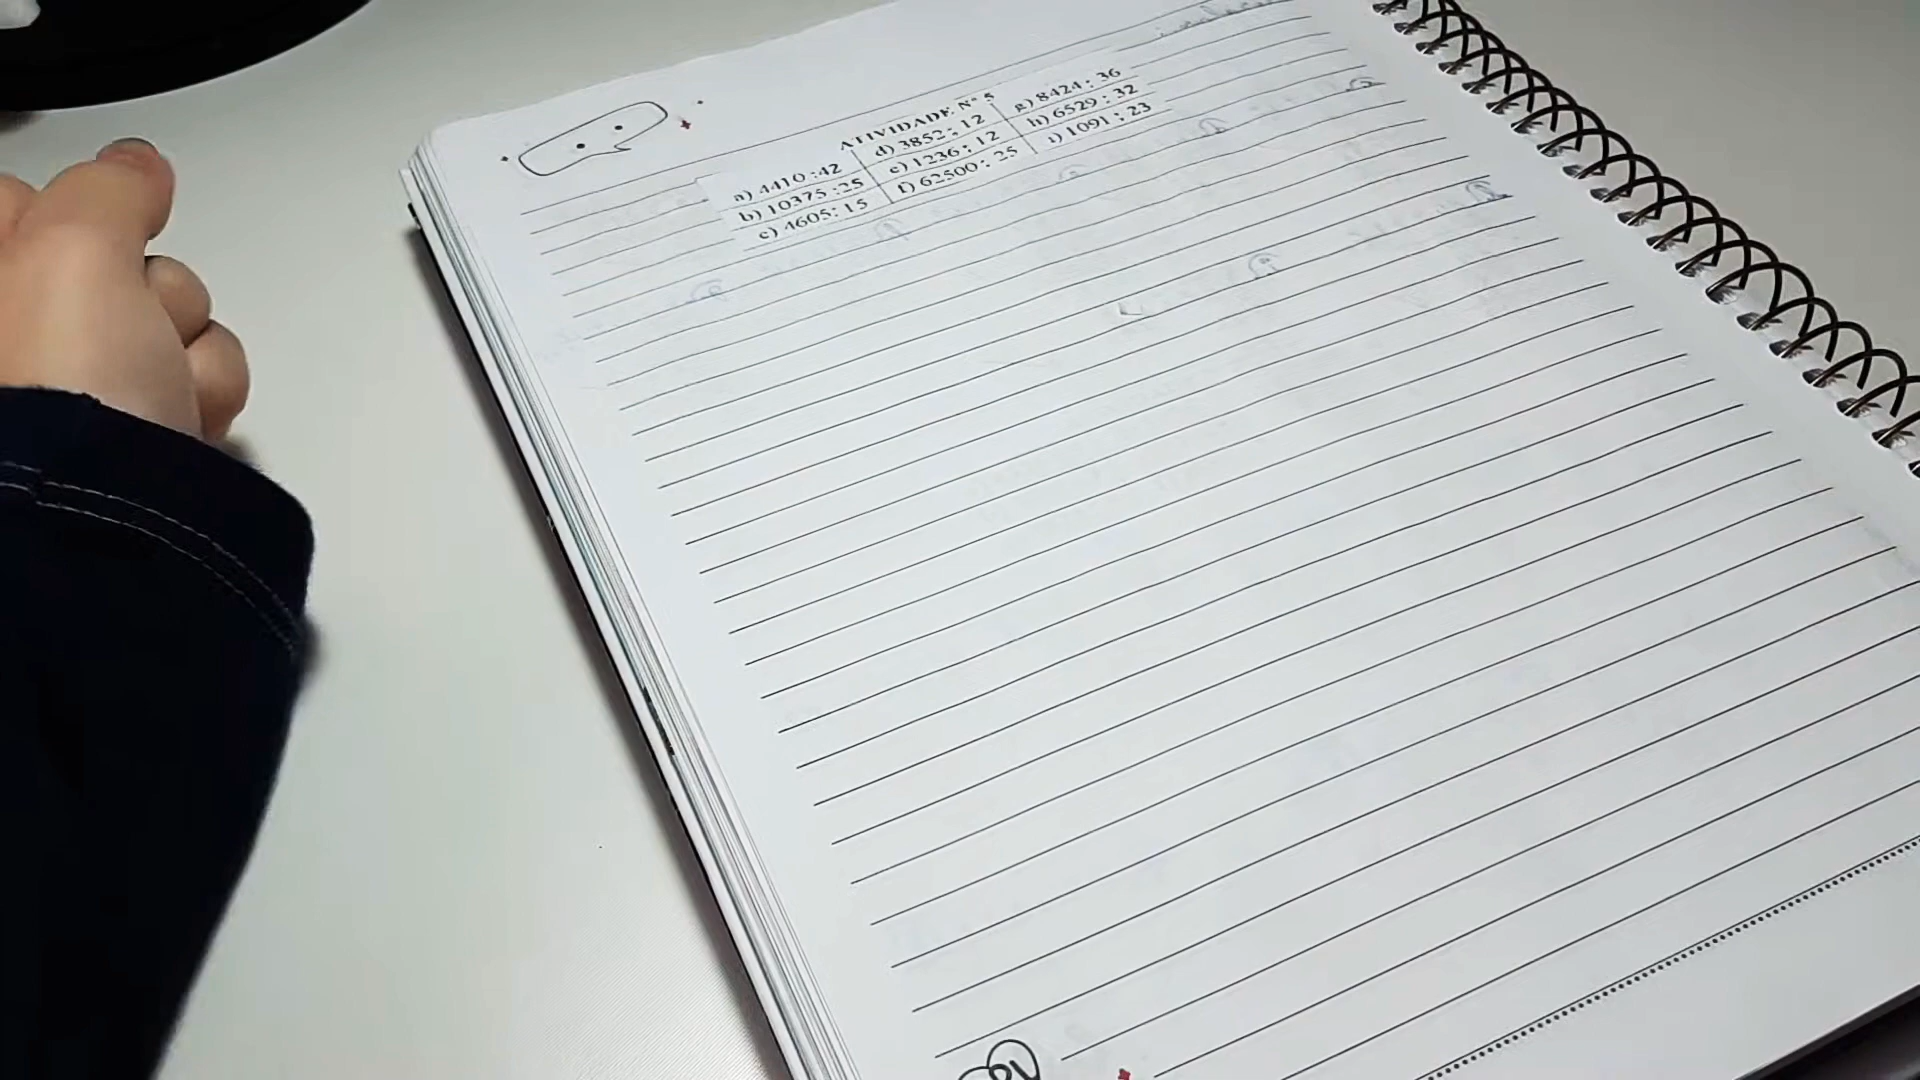 ATIVIDADE Nº 5
a) 4410 :42
b) 10375 :25
c) 4605: 15
d) 3852 : 12
e) 1236 : 12
f) 62500 : 25
g) 8424 : 36
h) 6529 : 32
i) 1091 : 23